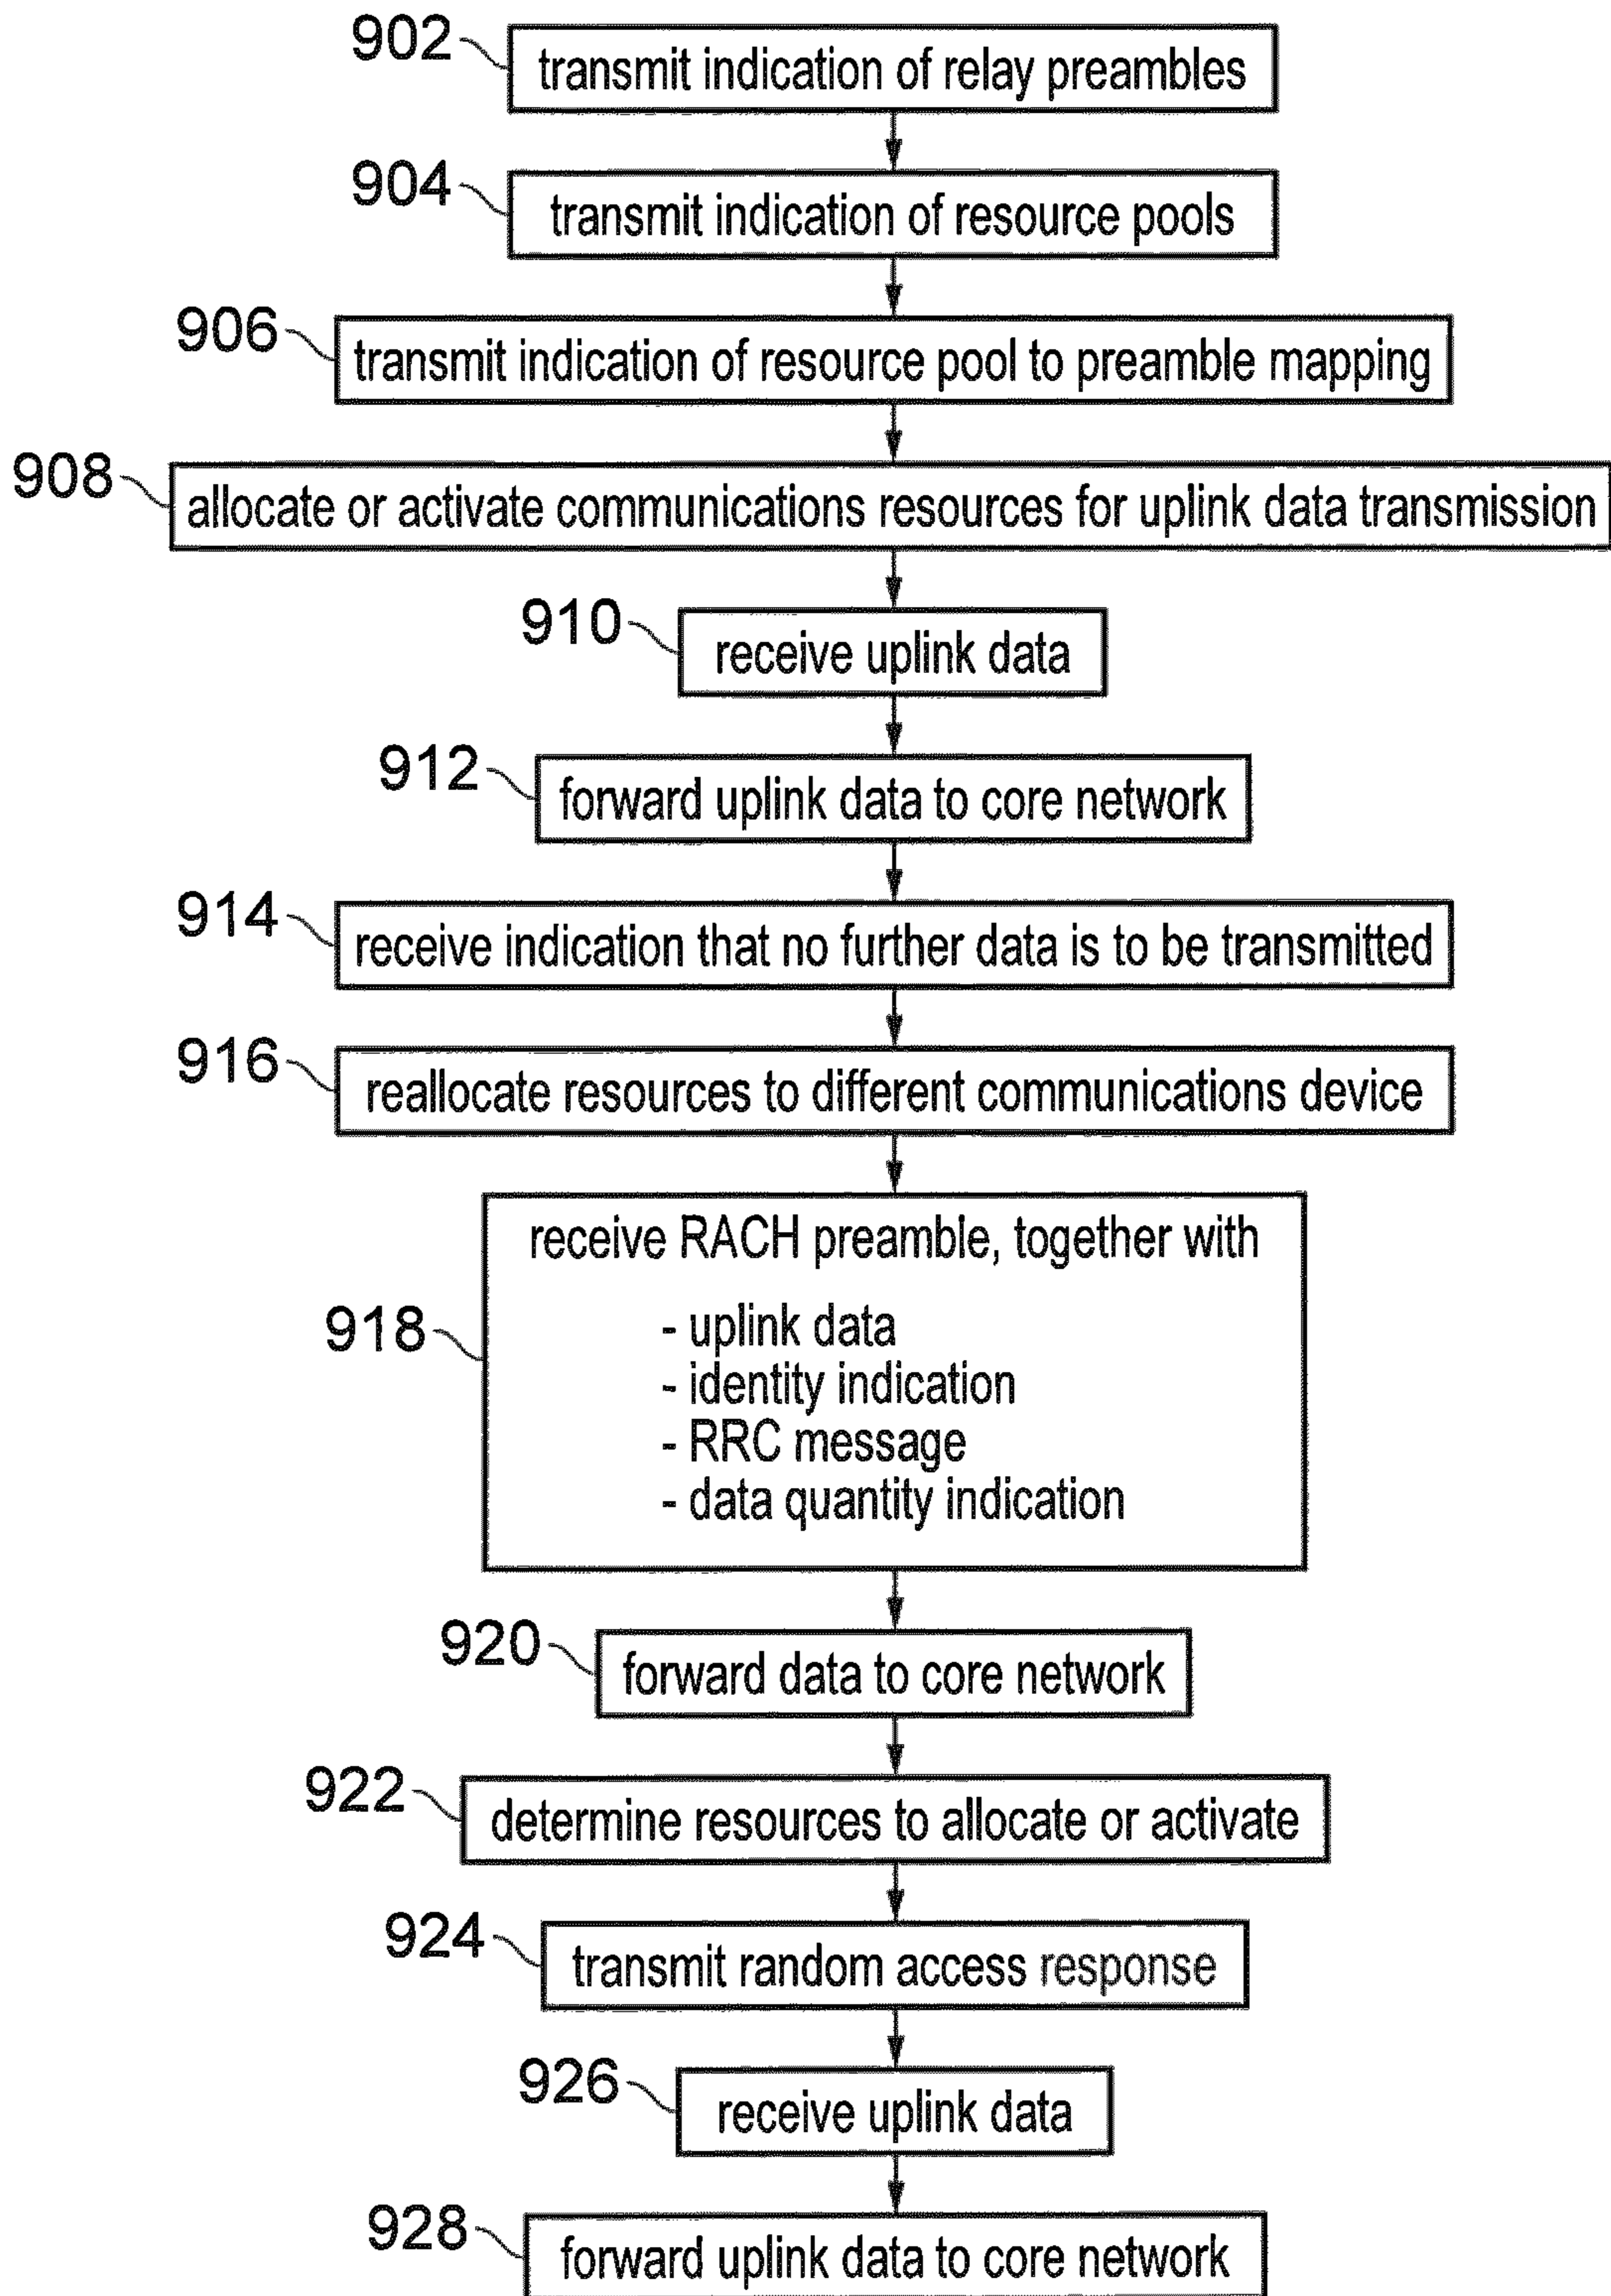 902
transmit indication of relay preambles
904
transmit indication of resource pools
906
transmit indication of resource pool to preamble mapping
908
allocate or activate communications resources for uplink data transmission
910
receive uplink data
912
forward uplink data to core network
914
receive indication that no further data is to be transmitted
916
reallocate resources to different communications device
918
receive RACH preamble, together with
- uplink data
- identity indication
- RRC message
- data quantity indication
920
forward data to core network
922
determine resources to allocate or activate
924
transmit random access response
926
receive uplink data
928
forward uplink data to core network